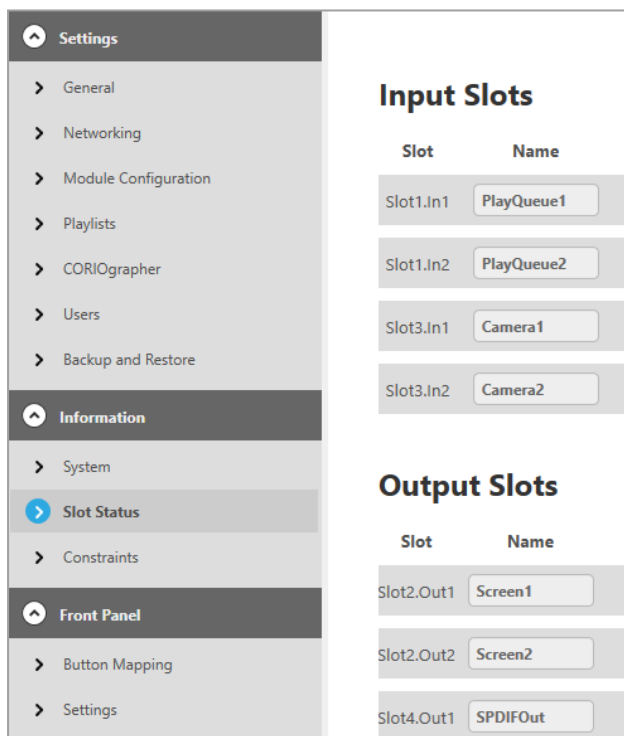 Settings
General
Networking
Module Configuration
Playlists
CORIOgrapher
Users
Backup and Restore
Information
System
Slot Status
Constraints
Front Panel
Button Mapping
Settings
Input Slots
Slot Name
Slot1.In1 PlayQueue1
Slot1.In2 PlayQueue2
Slot3.In1 Camera1
Slot3.In2 Camera2
Output Slots
Slot Name
Slot2.Out1 Screen1
Slot2.Out2 Screen2
Slot4.Out1 SPDIFOut